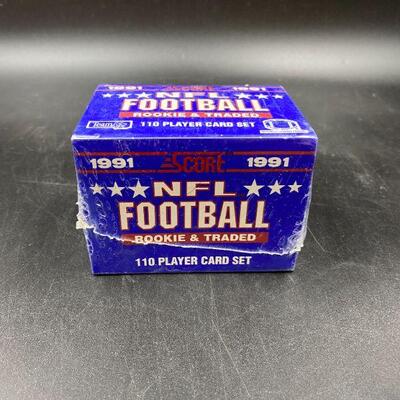 1991 1991
NFL
FOOTBALL
ROOKIE & TRADED
110 PLAYER CARD SET
1991 SCORE 1991
NFL
FOOTBALL
ROOKIE & TRADED
110 PLAYER CARD SET